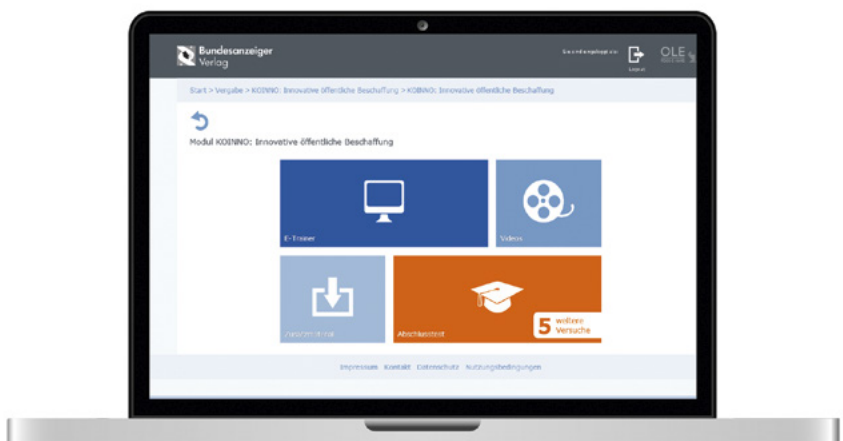 Bundesanzeiger
Verlag
Logout
OLE
Start > Vergabe > KOINNO: Innovative öffentliche Beschaffung > KOINNO: Innovative öffentliche Beschaffung
Modul KOINNO: Innovative öffentliche Beschaffung
E-Trainer
Videos
Abschlusstest
5 weitere
Versuche
Impressum Kontakt Datenschutz Nutzungsbedingungen